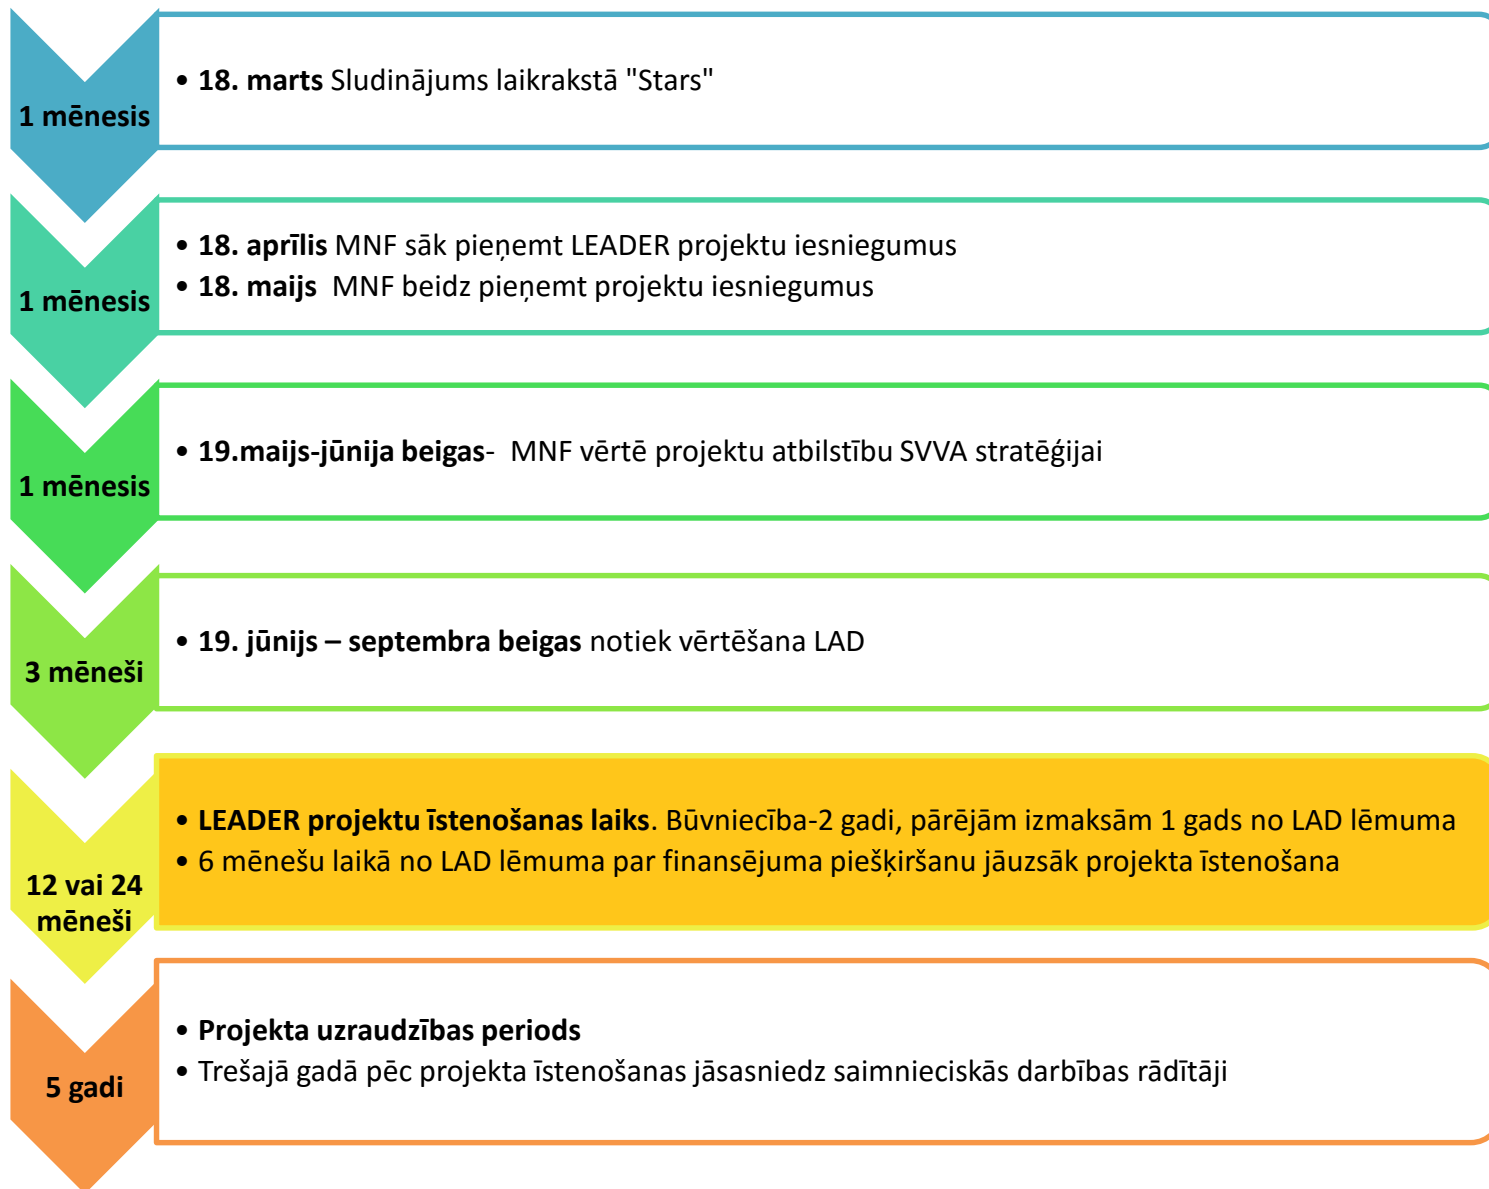 1 mēnesis
• 18. marts Sludinājums laikrakstā "Stars"
1 mēnesis
• 18. aprīlis MNF sāk pieņemt LEADER projektu iesniegumus
• 18. maijs  MNF beidz pieņemt projektu iesniegumus
1 mēnesis
• 19.maijs-jūnija beigas-  MNF vērtē projektu atbilstību SVVA stratēģijai
3 mēneši
• 19. jūnijs – septembra beigas notiek vērtēšana LAD
12 vai 24
mēneši
• LEADER projektu īstenošanas laiks. Būvniecība-2 gadi, pārējām izmaksām 1 gads no LAD lēmuma
• 6 mēnešu laikā no LAD lēmuma par finansējuma piešķiršanu jāuzsāk projekta īstenošana
5 gadi
• Projekta uzraudzības periods
• Trešajā gadā pēc projekta īstenošanas jāsasniedz saimnieciskās darbības rādītāji